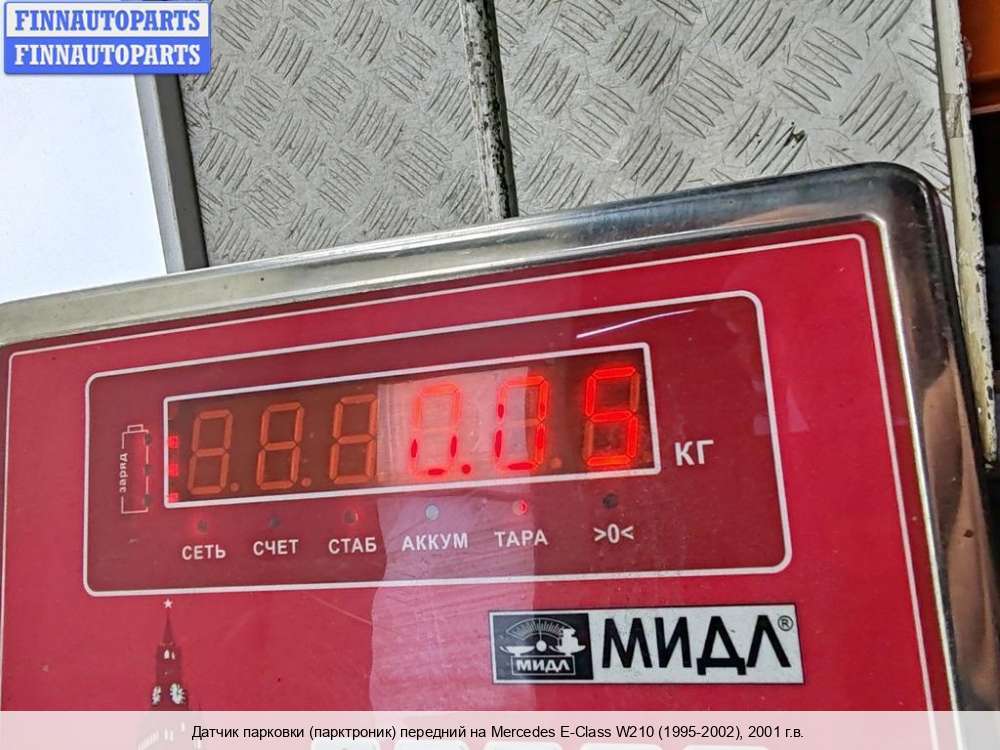 FINNAUTOPARTS
FINNAUTOPARTS
заряд
0.05 КГ
СЕТЬ СЧЕТ СТАБ АККУМ ТАРА >0<
МИДЛ МИДЛ®
Датчик парковки (парктроник) передний на Mercedes E-Class W210 (1995-2002), 2001 г.в.